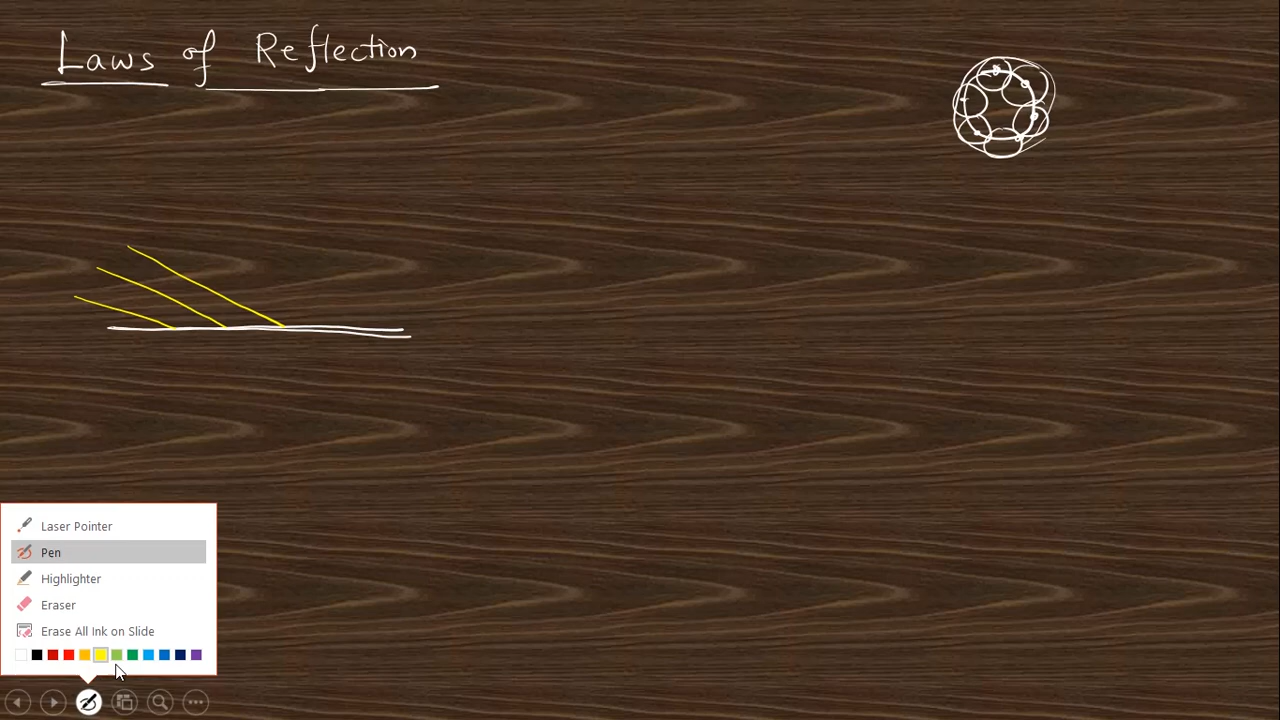 Laws of Reflection
Laser Pointer
Pen
Highlighter
Eraser
Erase All Ink on Slide